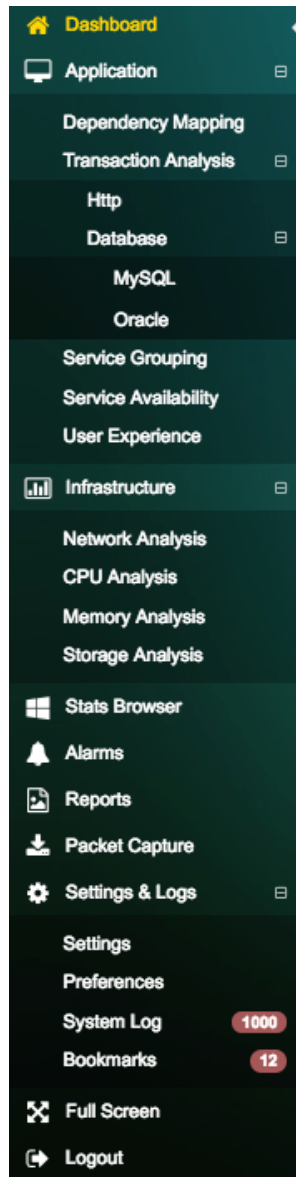 Dashboard
Application
Dependency Mapping
Transaction Analysis
Http
Database
MySQL
Oracle
Service Grouping
Service Availability
User Experience
Infrastructure
Network Analysis
CPU Analysis
Memory Analysis
Storage Analysis
Stats Browser
Alarms
Reports
Packet Capture
Settings & Logs
Settings
Preferences
System Log 1000
Bookmarks 12
Full Screen
Logout